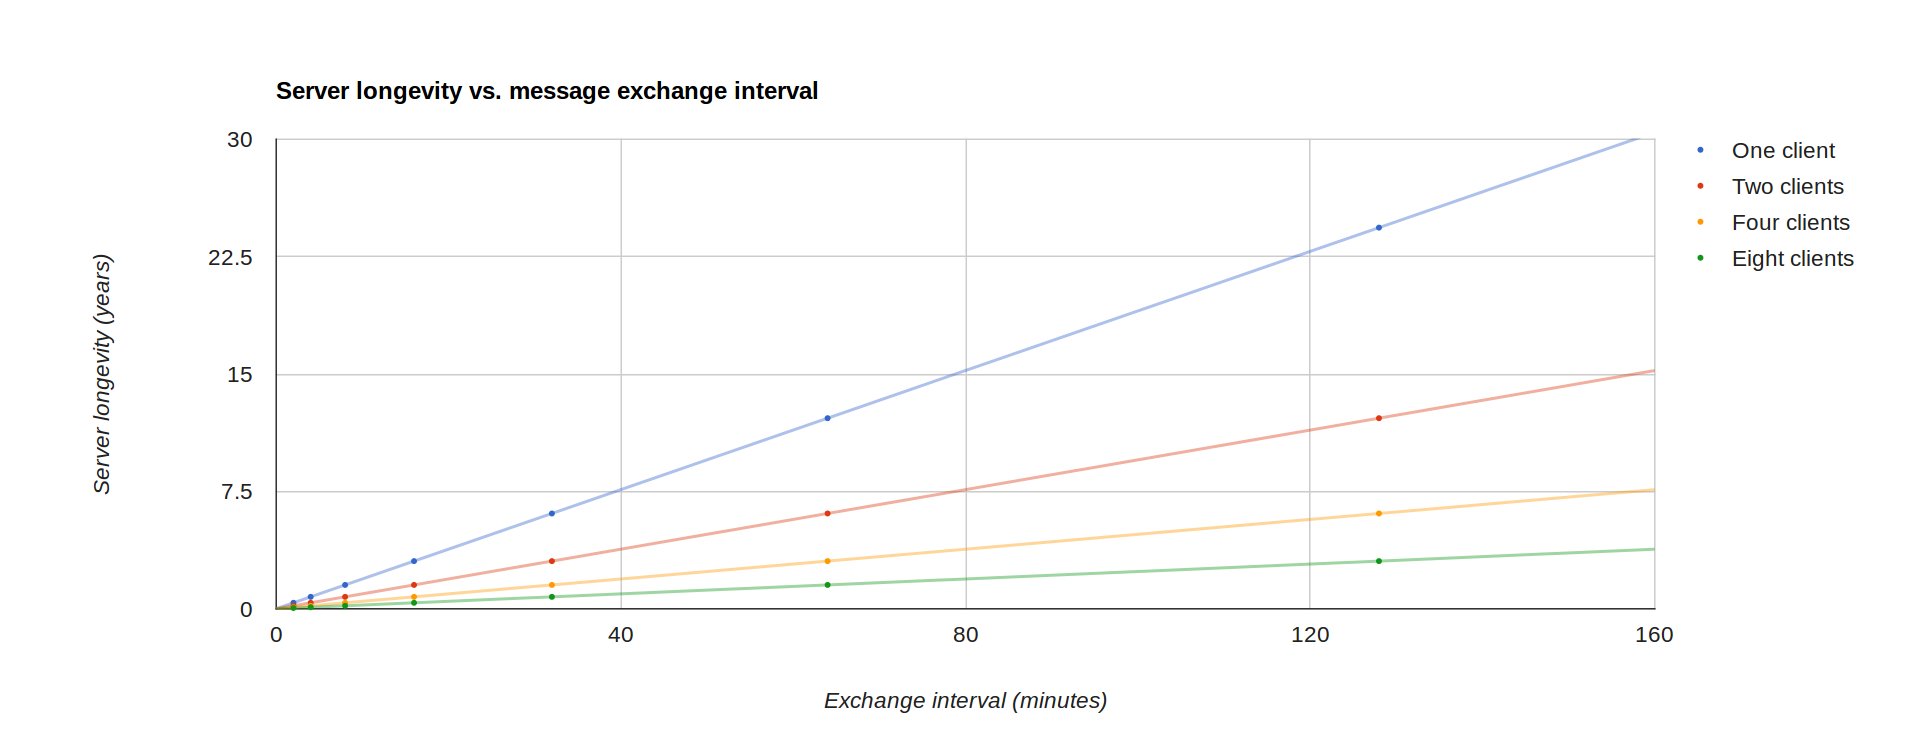 Server longevity vs. message exchange interval
30
22.5
15
7.5
0
Server longevity (years)
0
40
80
120
160
Exchange interval (minutes)
One client
Two clients
Four clients
Eight clients